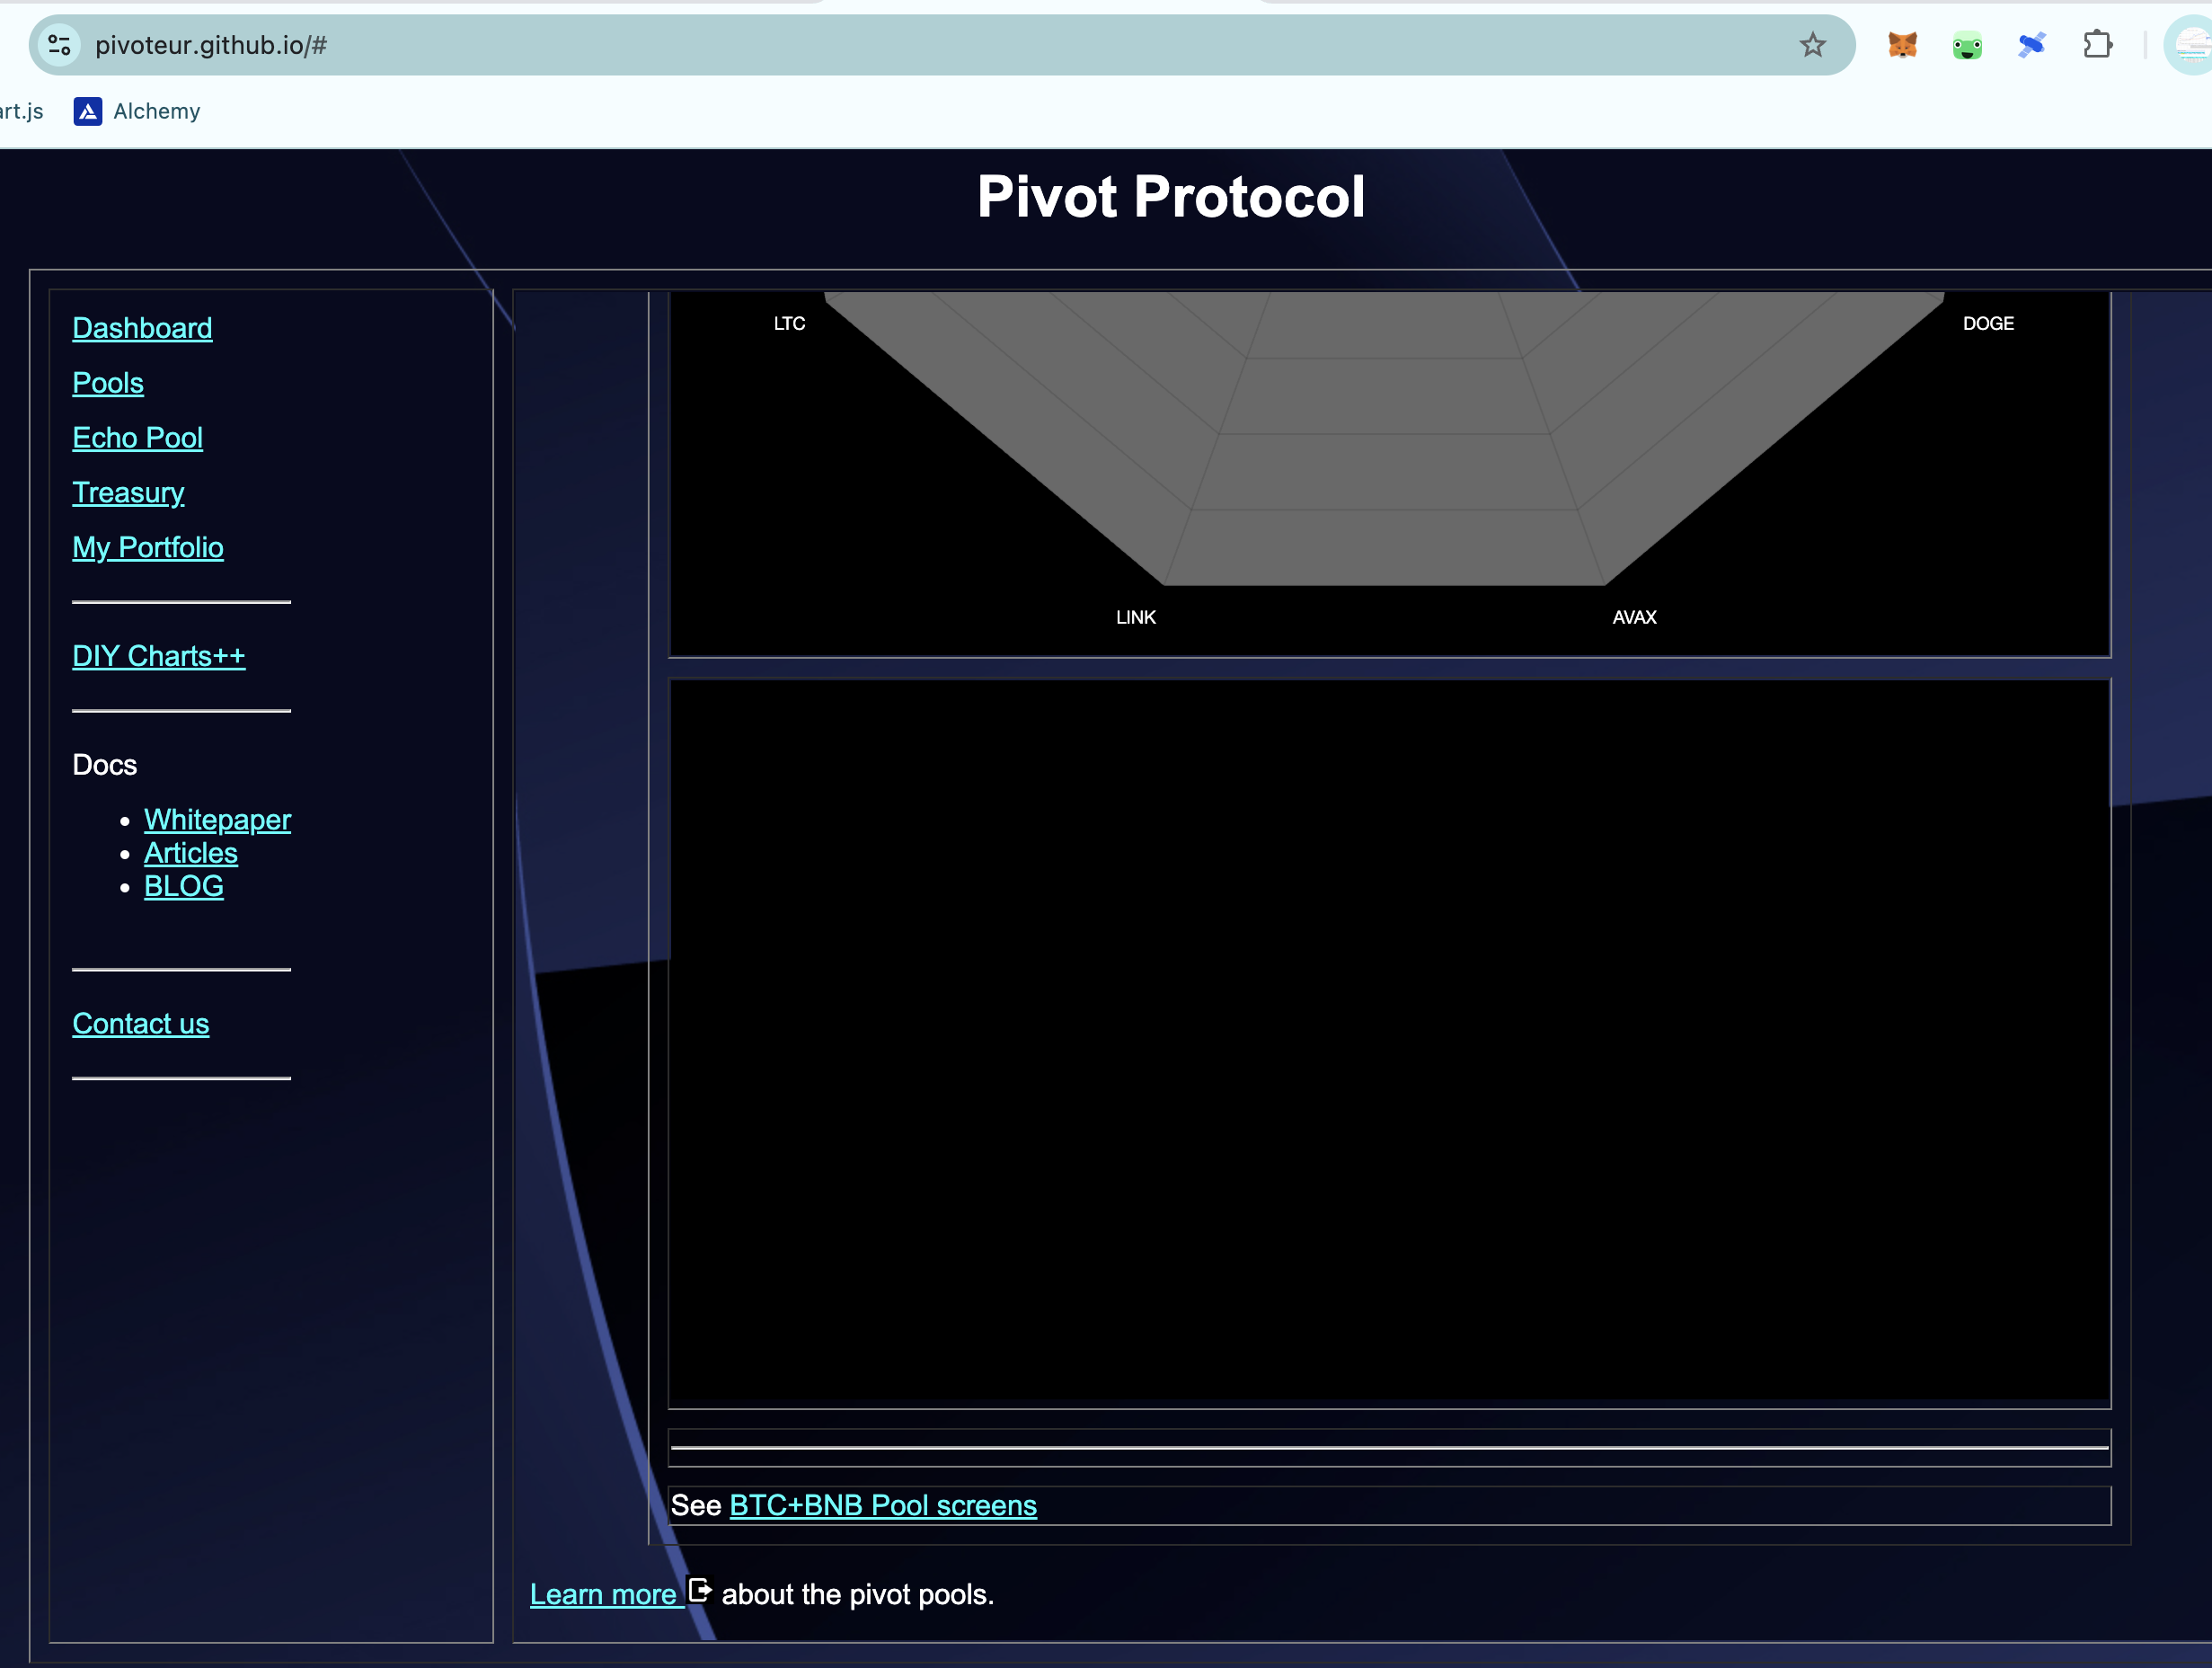 pivoteur.github.io/#
art.js
Alchemy
Pivot Protocol
Dashboard
Pools
Echo Pool
Treasury
My Portfolio
DIY Charts++
Docs
Whitepaper
Articles
BLOG
Contact us
LTC
DOGE
LINK
AVAX
See BTC+BNB Pool screens
Learn more about the pivot pools.